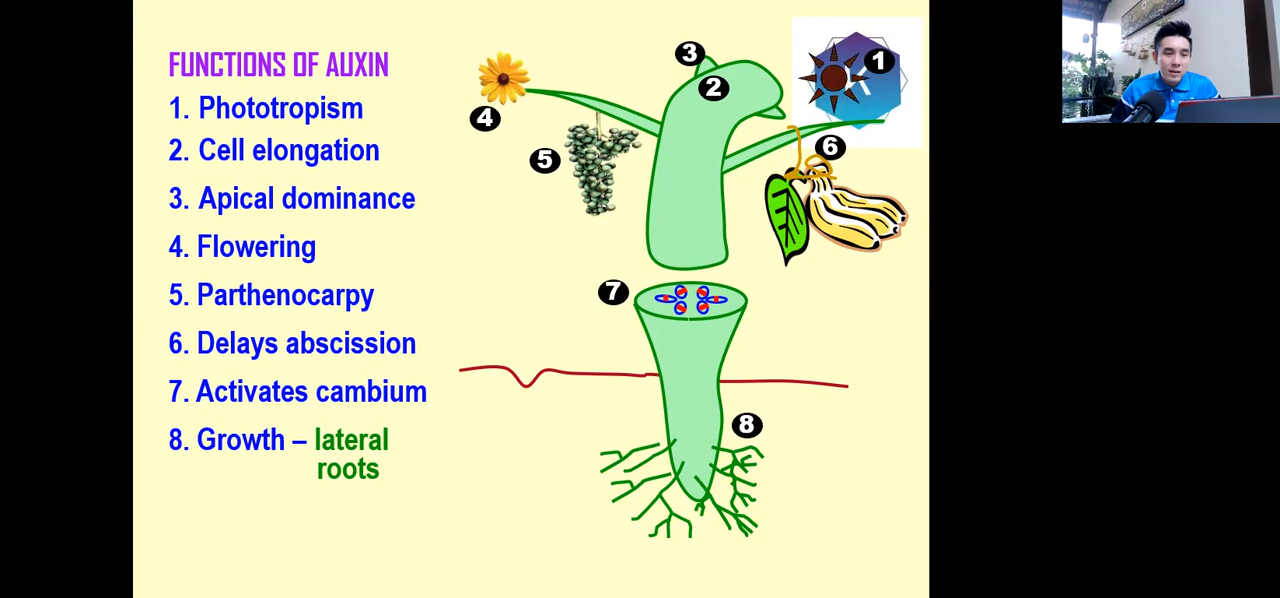 FUNCTIONS OF AUXIN
1. Phototropism
2. Cell elongation
3. Apical dominance
4. Flowering
5. Parthenocarpy
6. Delays abscission
7. Activates cambium
8. Growth – lateral
roots
3
1
2
4
5
6
7
8